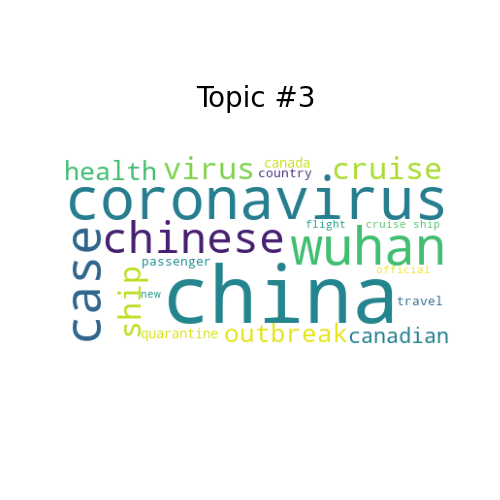 Topic #3
health virus canada country cruise
coronavirus
case chinese flight cruise ship
wuhan
ship passenger china official
new travel
quarantine outbreak canadian